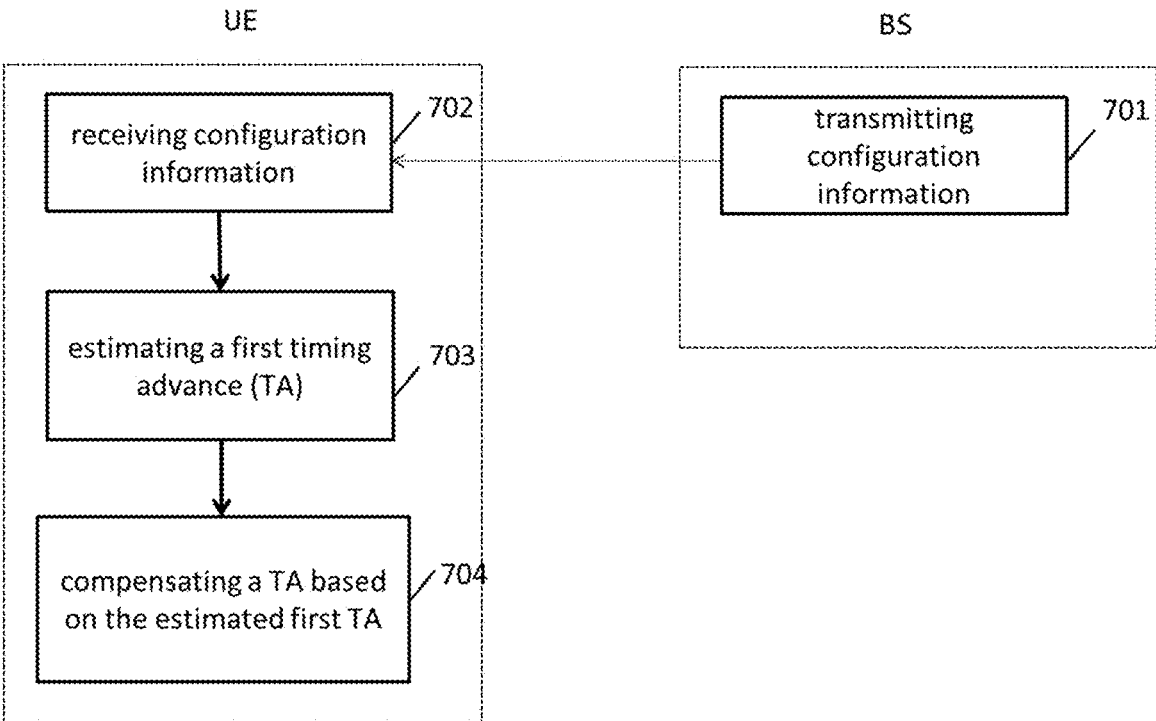 UE
BS
receiving configuration
information
702
transmitting
configuration
information
701
estimating a first timing
advance (TA)
703
compensating a TA based
on the estimated first TA
704